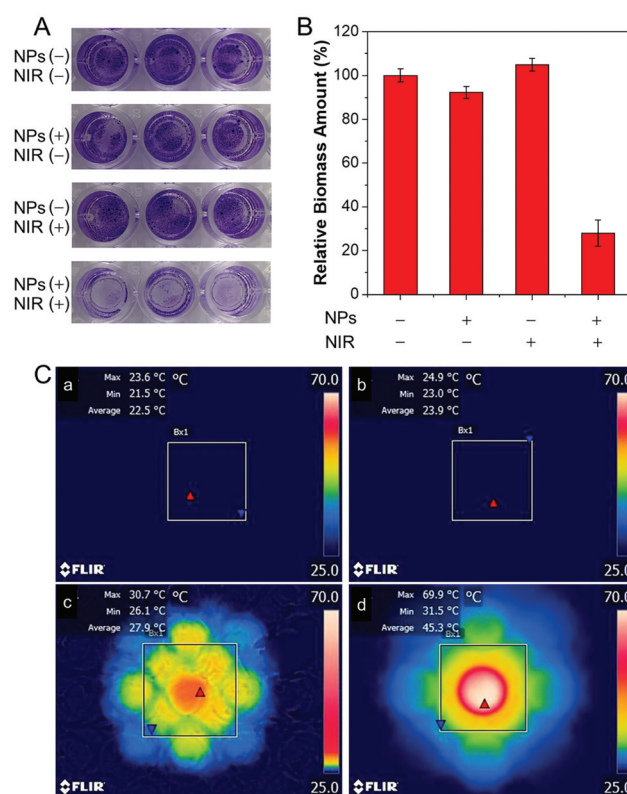 A
NPs (–)
NIR (–)
NPs (+)
NIR (–)
NPs (–)
NIR (+)
NPs (+)
NIR (+)
B
Relative Biomass Amount (%)
120
100
80
60
40
20
0
NPs – + – +
NIR – – + +
C
a
Max 23.6 °C °C
Min 21.5 °C
Average 22.5 °C
Bx1
70.0
25.0
FLIR
b
Max 24.9 °C °C
Min 23.0 °C
Average 23.9 °C
Bx1
70.0
25.0
FLIR
c
Max 30.7 °C °C
Min 26.1 °C
Average 27.9 °C
Bx1
70.0
25.0
FLIR
d
Max 69.9 °C °C
Min 31.5 °C
Average 45.3 °C
Bx1
70.0
25.0
FLIR